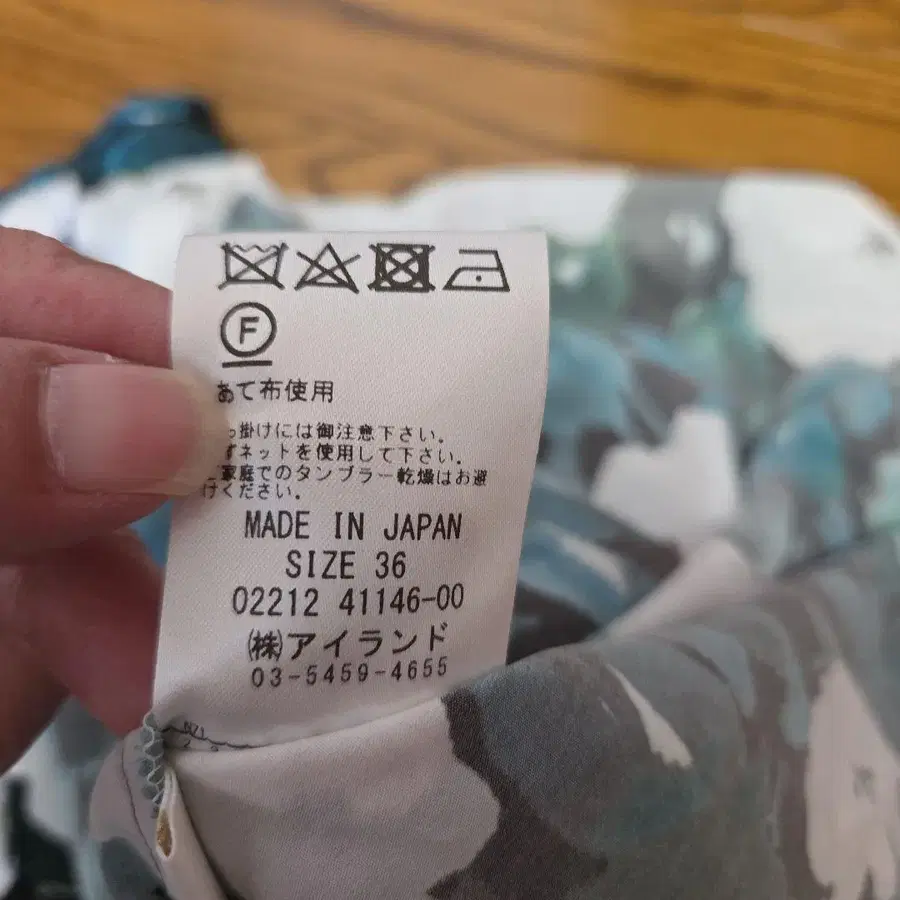 F
あて布使用
掛けには御注意下さい。
ネットを使用して下さい。
家庭でのタンブラー乾燥はお避
けください。
MADE IN JAPAN
SIZE 36
02212 41146-00
㈱アイランド
03-5459-4655